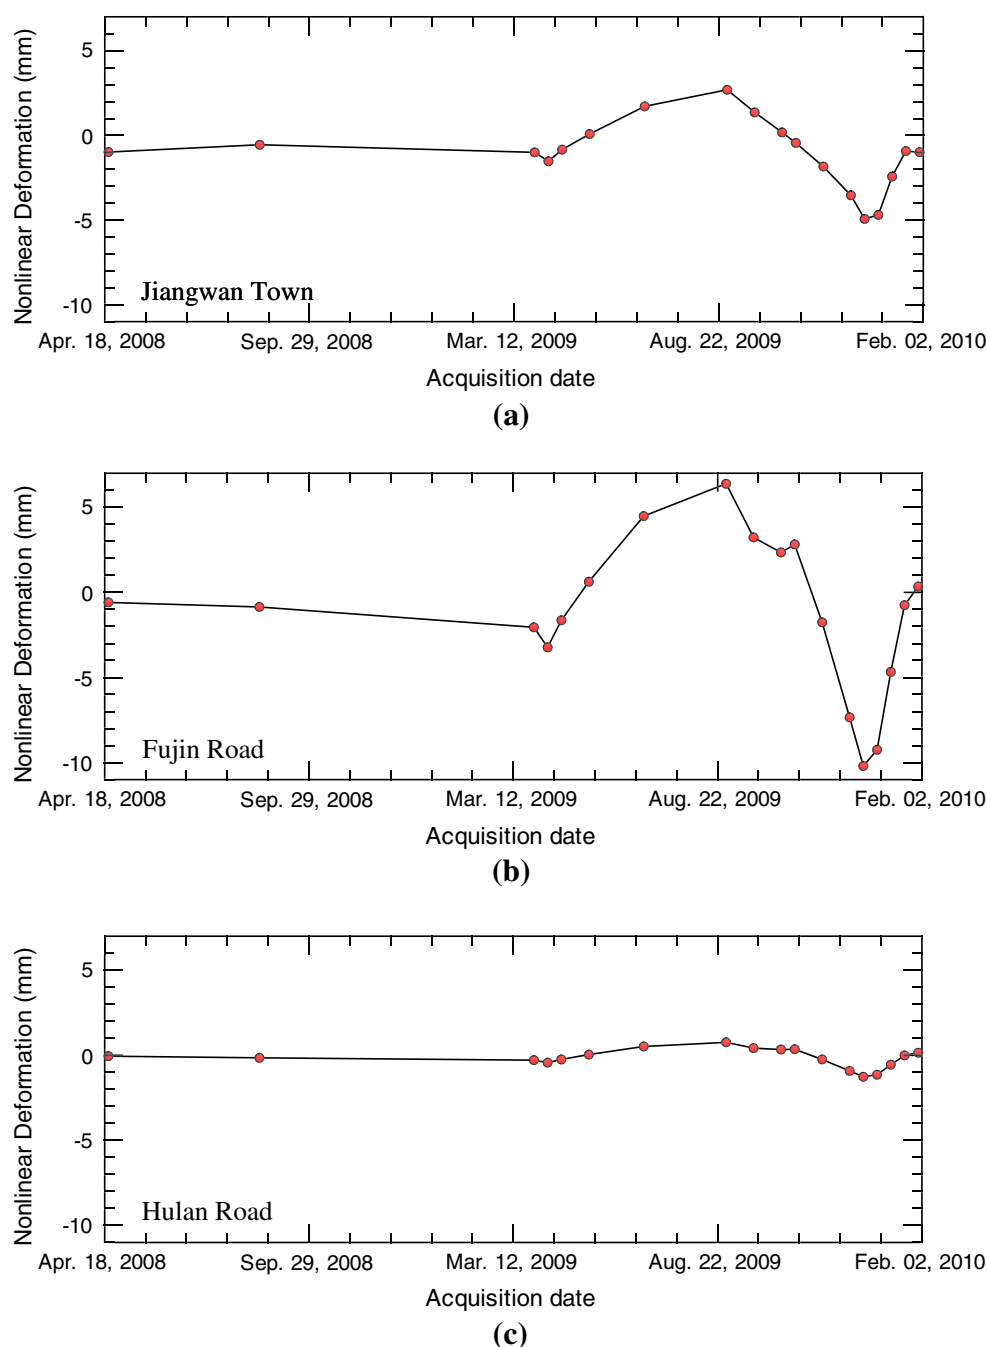 Nonlinear Deformation (mm)
5
0
-5
-10
Jiangwan Town
Apr. 18, 2008 Sep. 29, 2008 Mar. 12, 2009 Aug. 22, 2009 Feb. 02, 2010
Acquisition date
(a)
Nonlinear Deformation (mm)
5
0
-5
-10
Fujin Road
Apr. 18, 2008 Sep. 29, 2008 Mar. 12, 2009 Aug. 22, 2009 Feb. 02, 2010
Acquisition date
(b)
Nonlinear Deformation (mm)
5
0
-5
-10
Hulan Road
Apr. 18, 2008 Sep. 29, 2008 Mar. 12, 2009 Aug. 22, 2009 Feb. 02, 2010
Acquisition date
(c)